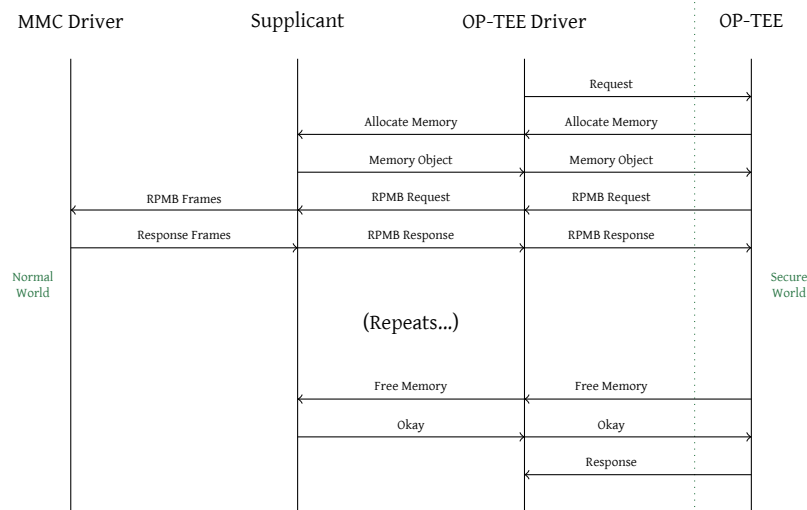 MMC Driver
Supplicant
OP-TEE Driver
OP-TEE
Request
Allocate Memory
Allocate Memory
Memory Object
Memory Object
RPMB Frames
RPMB Request
RPMB Request
Response Frames
RPMB Response
RPMB Response
Normal
World
Secure
World
(Repeats...)
Free Memory
Free Memory
Okay
Okay
Response